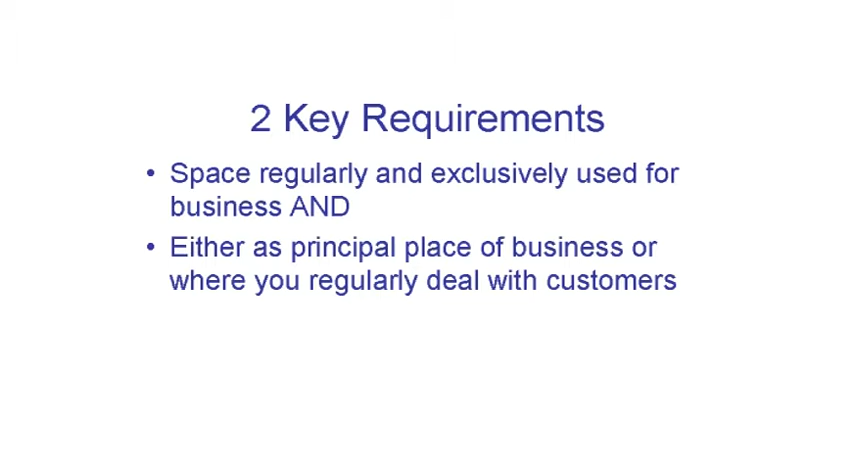 2 Key Requirements
• Space regularly and exclusively used for
business AND
• Either as principal place of business or
where you regularly deal with customers